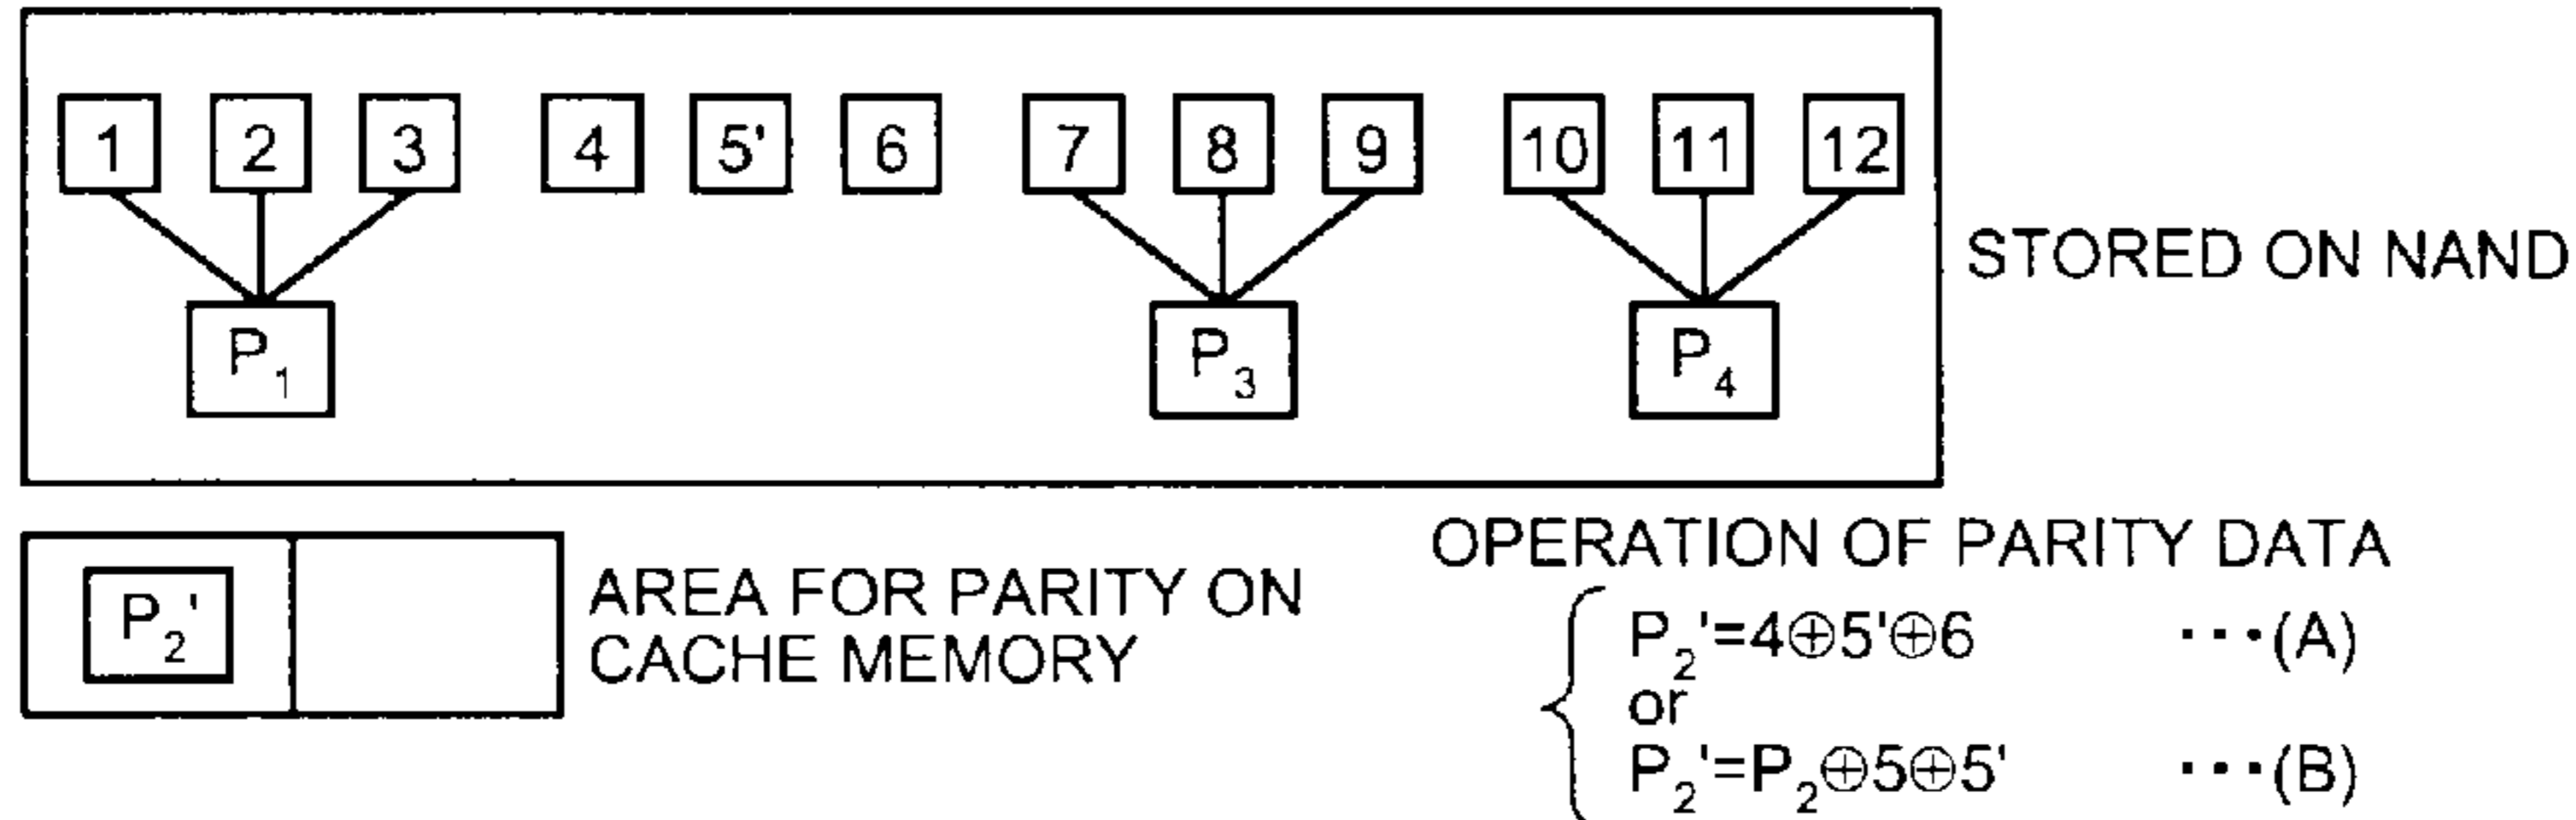 1 2 3 4 5' 6 7 8 9 10 11 12
P₁ P₃ P₄
STORED ON NAND
P₂'
AREA FOR PARITY ON
CACHE MEMORY
OPERATION OF PARITY DATA
P₂'=4⊕5'⊕6 ···(A)
or
P₂'=P₂⊕5⊕5' ···(B)